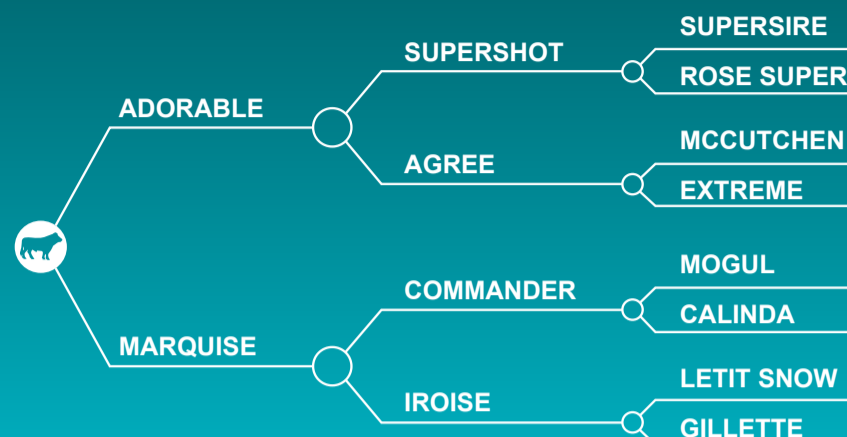 SUPERSIRE
SUPERSHOT
ROSE SUPER
ADORABLE
MCCUTCHEN
AGREE
EXTREME
MOGUL
COMMANDER
CALINDA
MARQUISE
LETIT SNOW
IROISE
GILLETTE